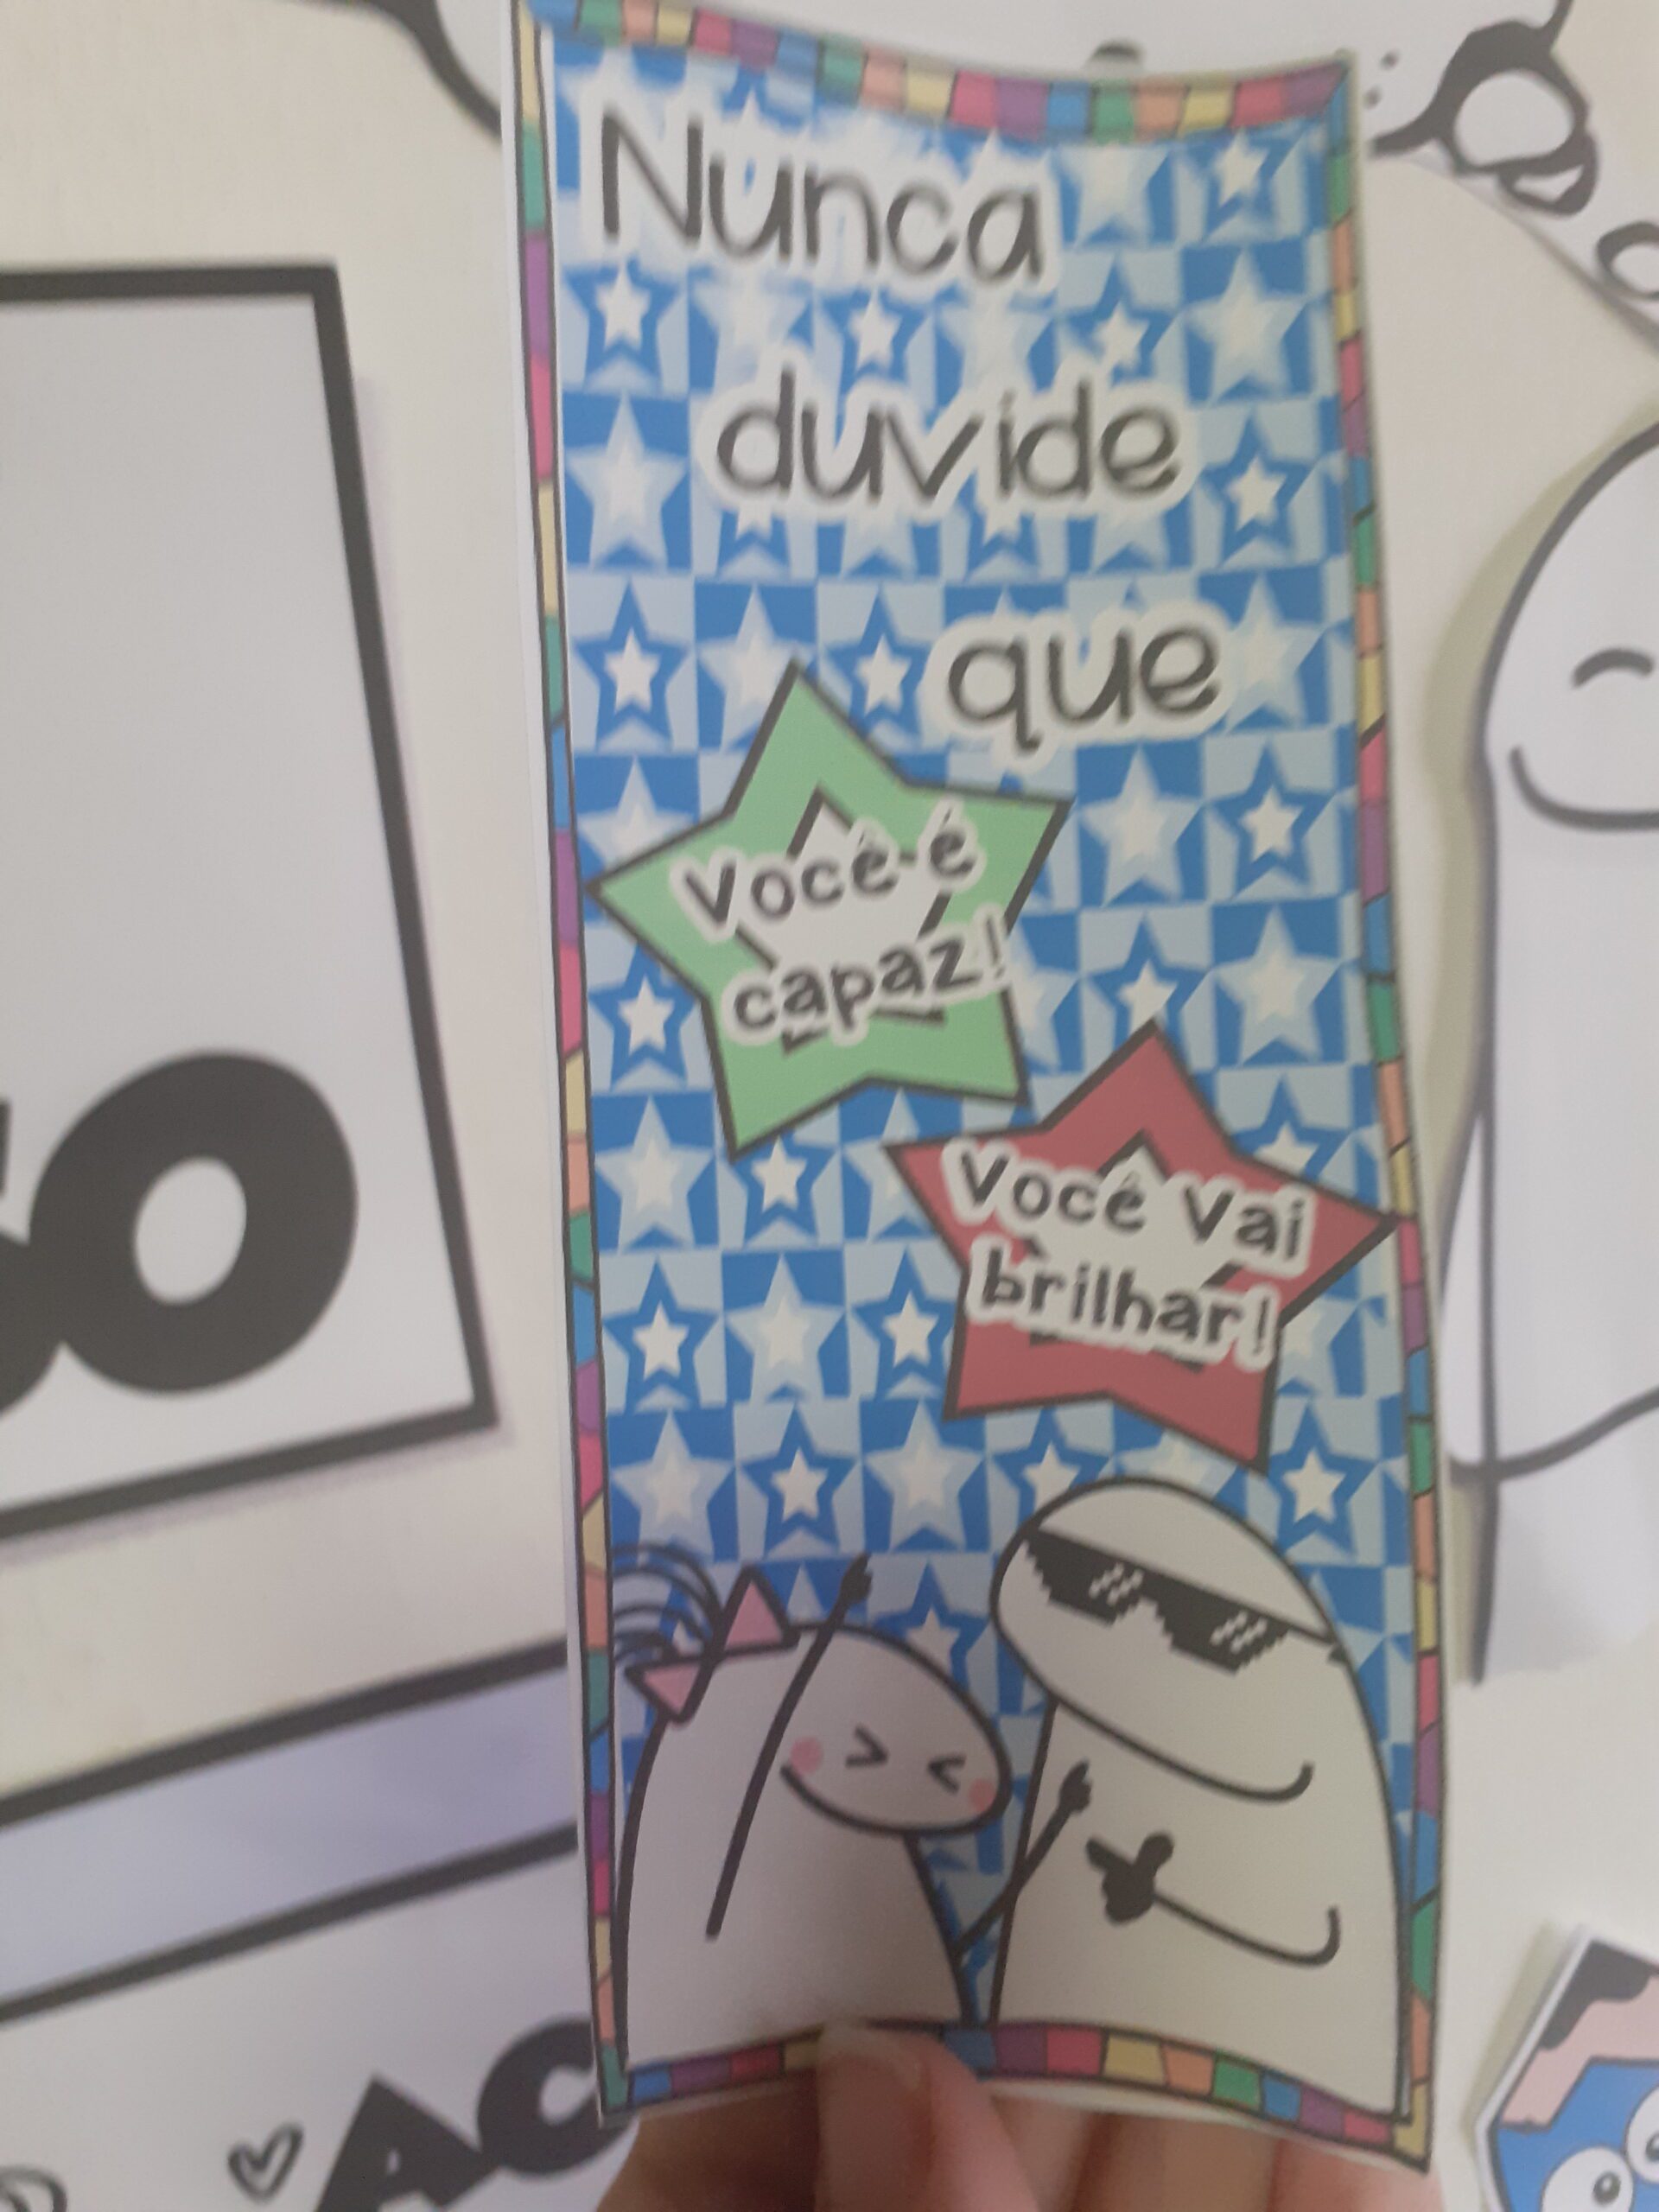 Nunca
duvide
que
Você é
capaz!
Você vai
brilhar!